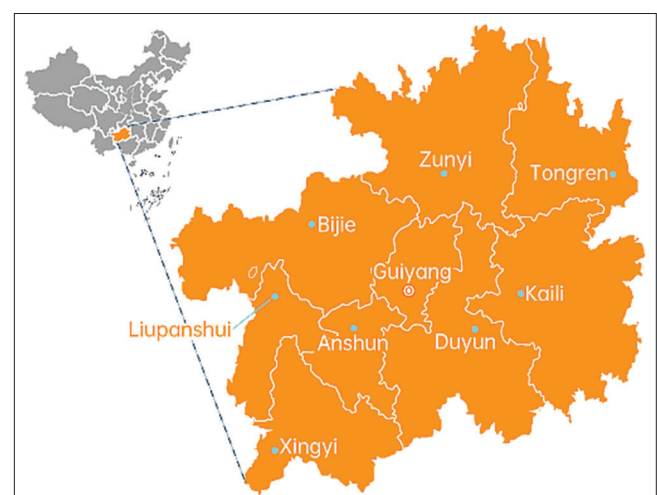 Zunyi
Tongren
Bijie
Guiyang
Kaili
Liupanshui
Anshun
Duyun
Xingyi